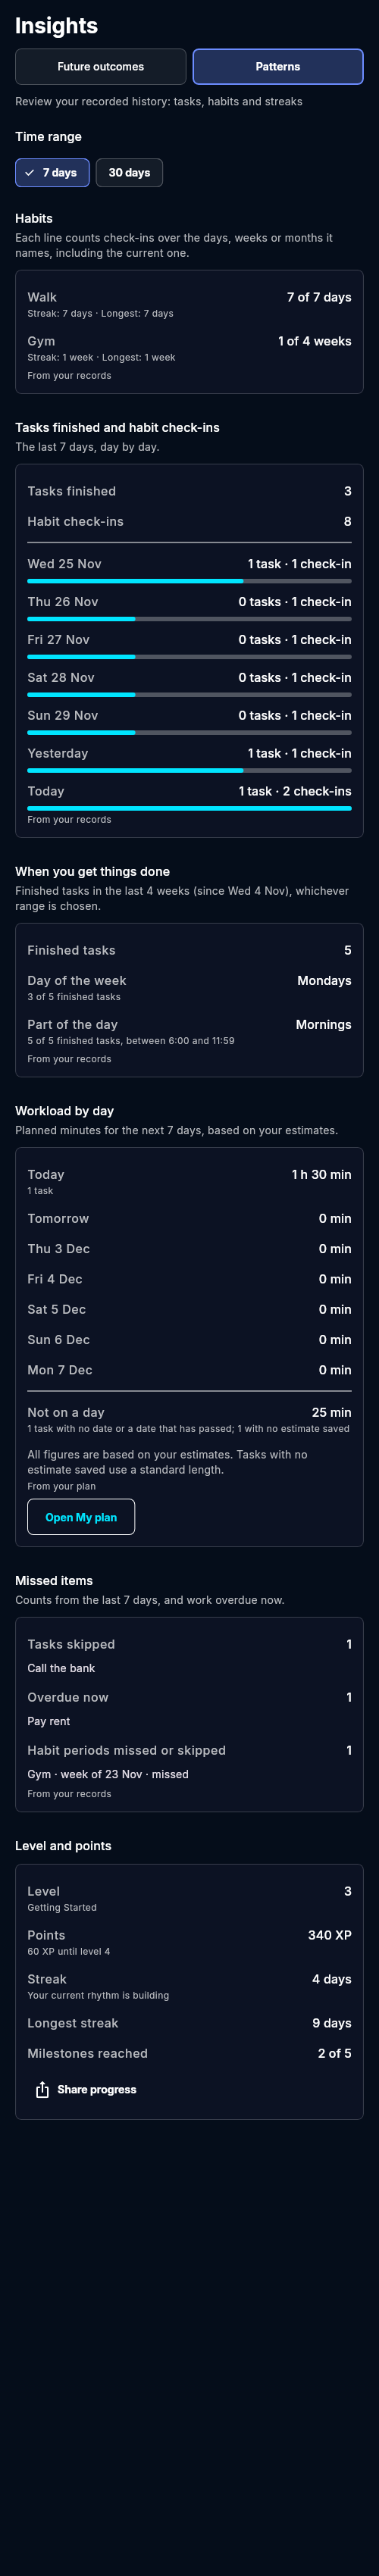 Insights
Future outcomes
Patterns
Review your recorded history: tasks, habits and streaks
Time range
7 days
30 days
Habits
Each line counts check-ins over the days, weeks or months it
names, including the current one.
Walk
7 of 7 days
Streak: 7 days · Longest: 7 days
Gym
1 of 4 weeks
Streak: 1 week · Longest: 1 week
From your records
Tasks finished and habit check-ins
The last 7 days, day by day.
Tasks finished
3
Habit check-ins
8
Wed 25 Nov
1 task · 1 check-in
Thu 26 Nov
0 tasks · 1 check-in
Fri 27 Nov
0 tasks · 1 check-in
Sat 28 Nov
0 tasks · 1 check-in
Sun 29 Nov
0 tasks · 1 check-in
Yesterday
1 task · 1 check-in
Today
1 task · 2 check-ins
From your records
When you get things done
Finished tasks in the last 4 weeks (since Wed 4 Nov), whichever
range is chosen.
Finished tasks
5
Day of the week
Mondays
3 of 5 finished tasks
Part of the day
Mornings
5 of 5 finished tasks, between 6:00 and 11:59
From your records
Workload by day
Planned minutes for the next 7 days, based on your estimates.
Today
1 h 30 min
1 task
Tomorrow
0 min
Thu 3 Dec
0 min
Fri 4 Dec
0 min
Sat 5 Dec
0 min
Sun 6 Dec
0 min
Mon 7 Dec
0 min
Not on a day
25 min
1 task with no date or a date that has passed; 1 with no estimate saved
All figures are based on your estimates. Tasks with no
estimate saved use a standard length.
From your plan
Open My plan
Missed items
Counts from the last 7 days, and work overdue now.
Tasks skipped
1
Call the bank
Overdue now
1
Pay rent
Habit periods missed or skipped
1
Gym · week of 23 Nov · missed
From your records
Level and points
Level
3
Getting Started
Points
340 XP
60 XP until level 4
Streak
4 days
Your current rhythm is building
Longest streak
9 days
Milestones reached
2 of 5
Share progress